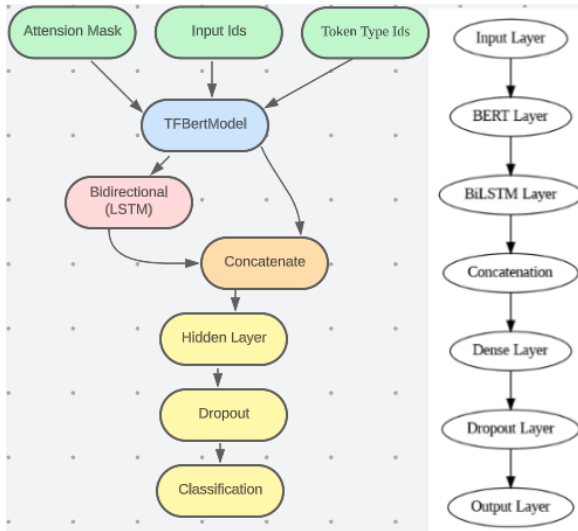 Attension Mask
Input Ids
Token Type Ids
TFBertModel
Bidirectional
(LSTM)
Concatenate
Hidden Layer
Dropout
Classification
Input Layer
BERT Layer
BiLSTM Layer
Concatenation
Dense Layer
Dropout Layer
Output Layer